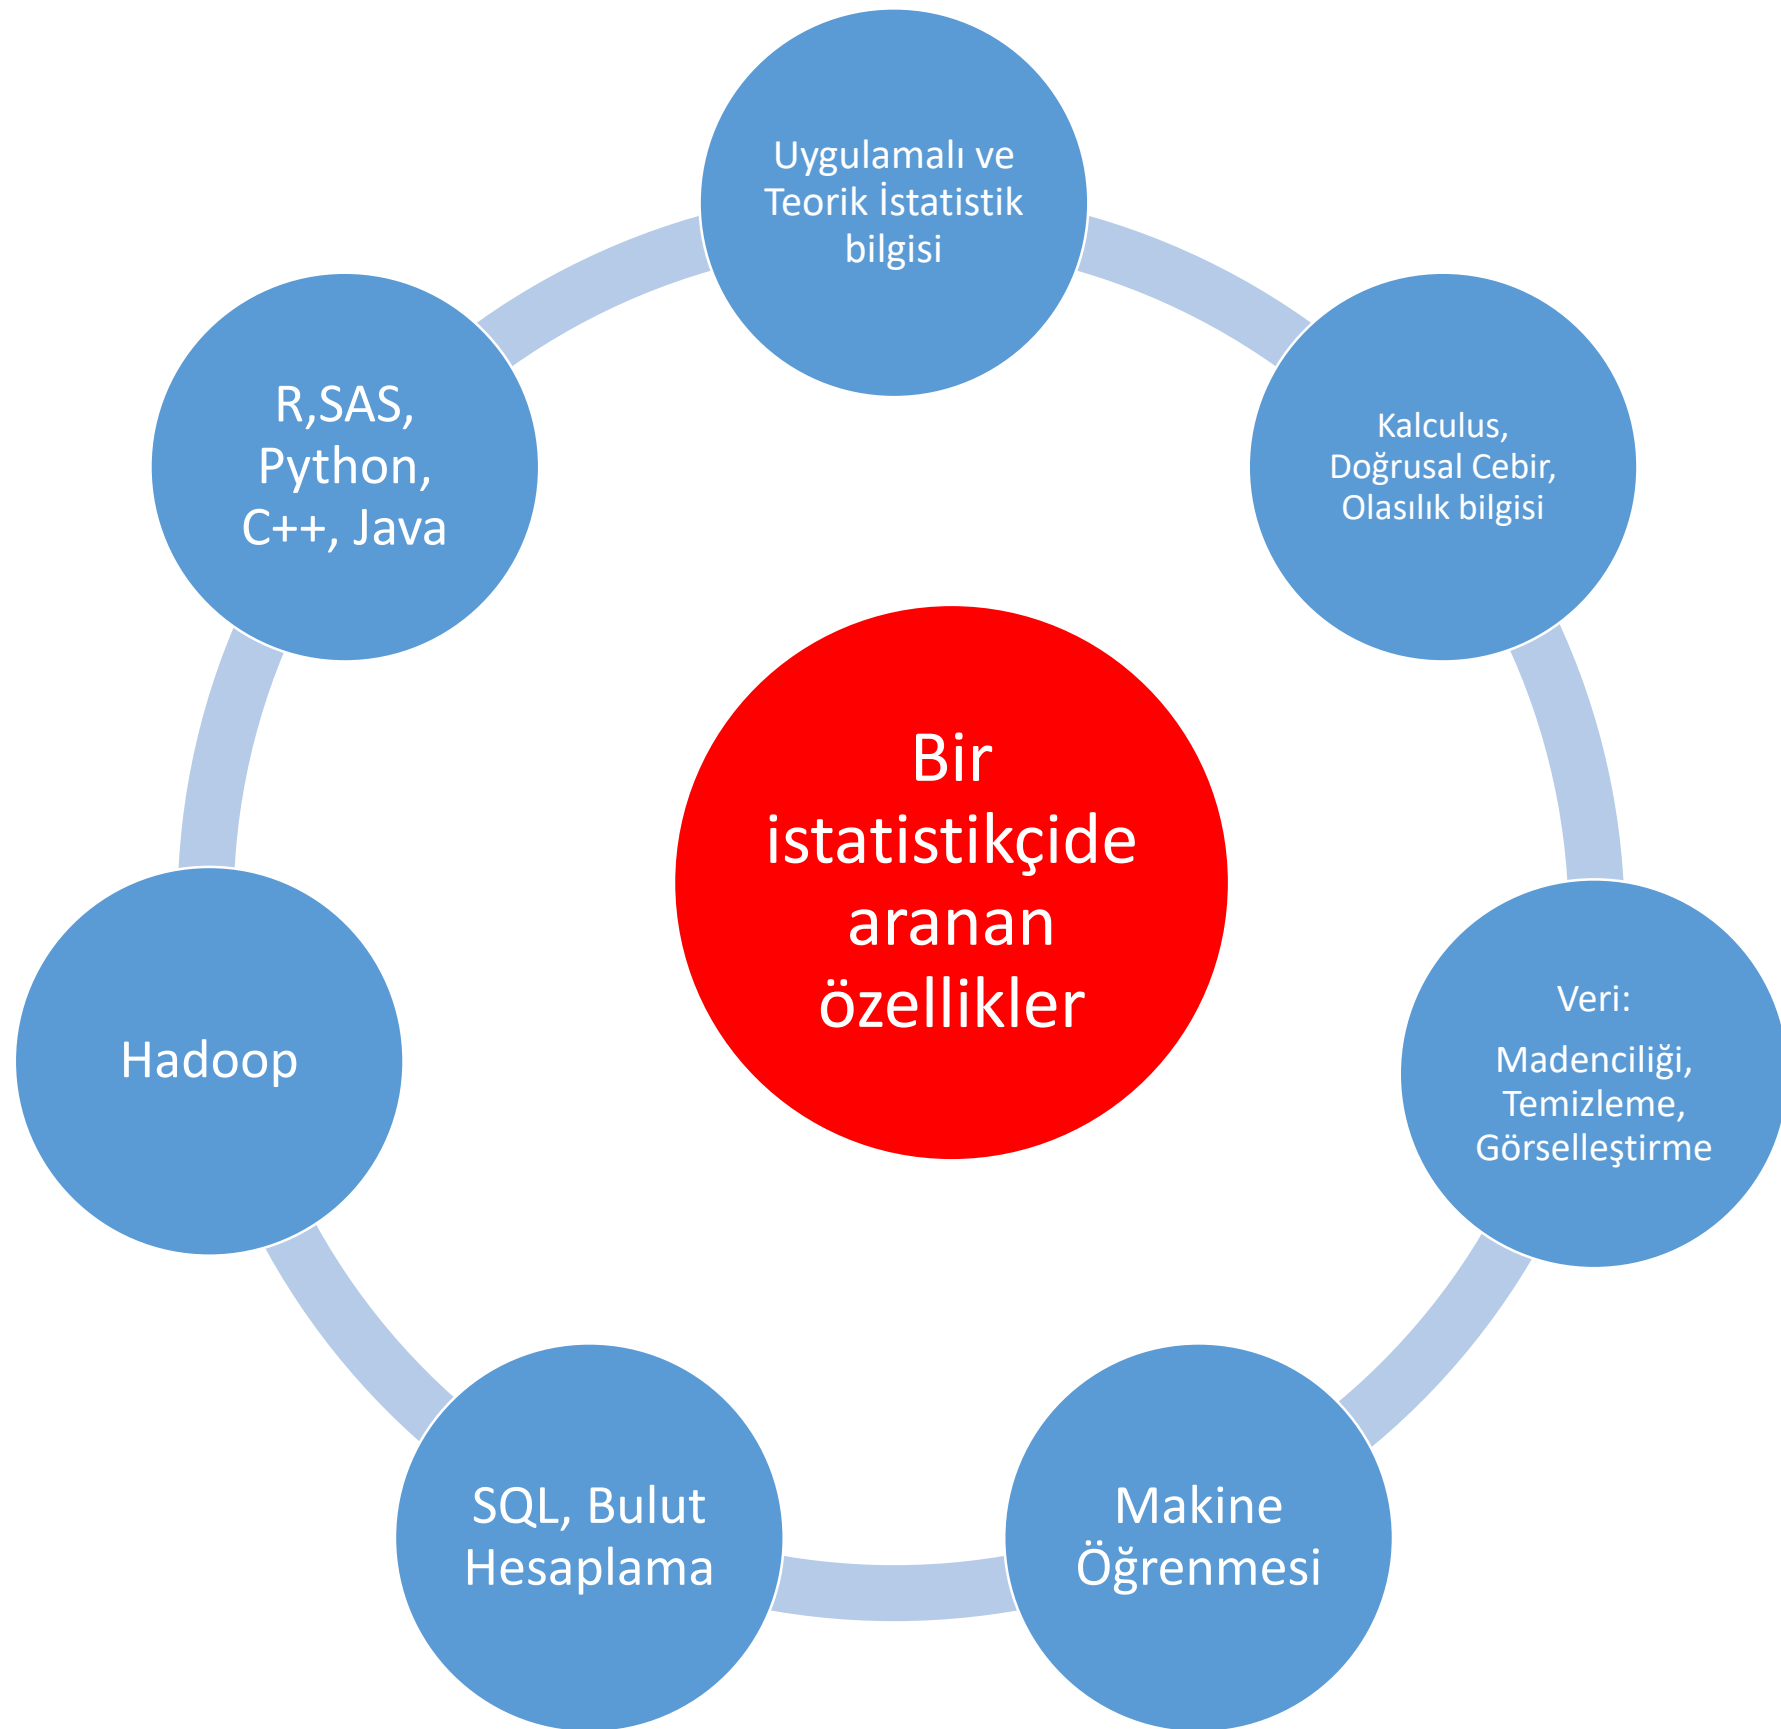 Uygulamalı ve
Teorik İstatistik
bilgisi
Kalculus,
Doğrusal Cebir,
Olasılık bilgisi
Veri:
Madenciliği,
Temizleme,
Görselleştirme
Makine
Öğrenmesi
SQL, Bulut
Hesaplama
Hadoop
R,SAS,
Python,
C++, Java
Bir
istatistikçide
aranan
özellikler